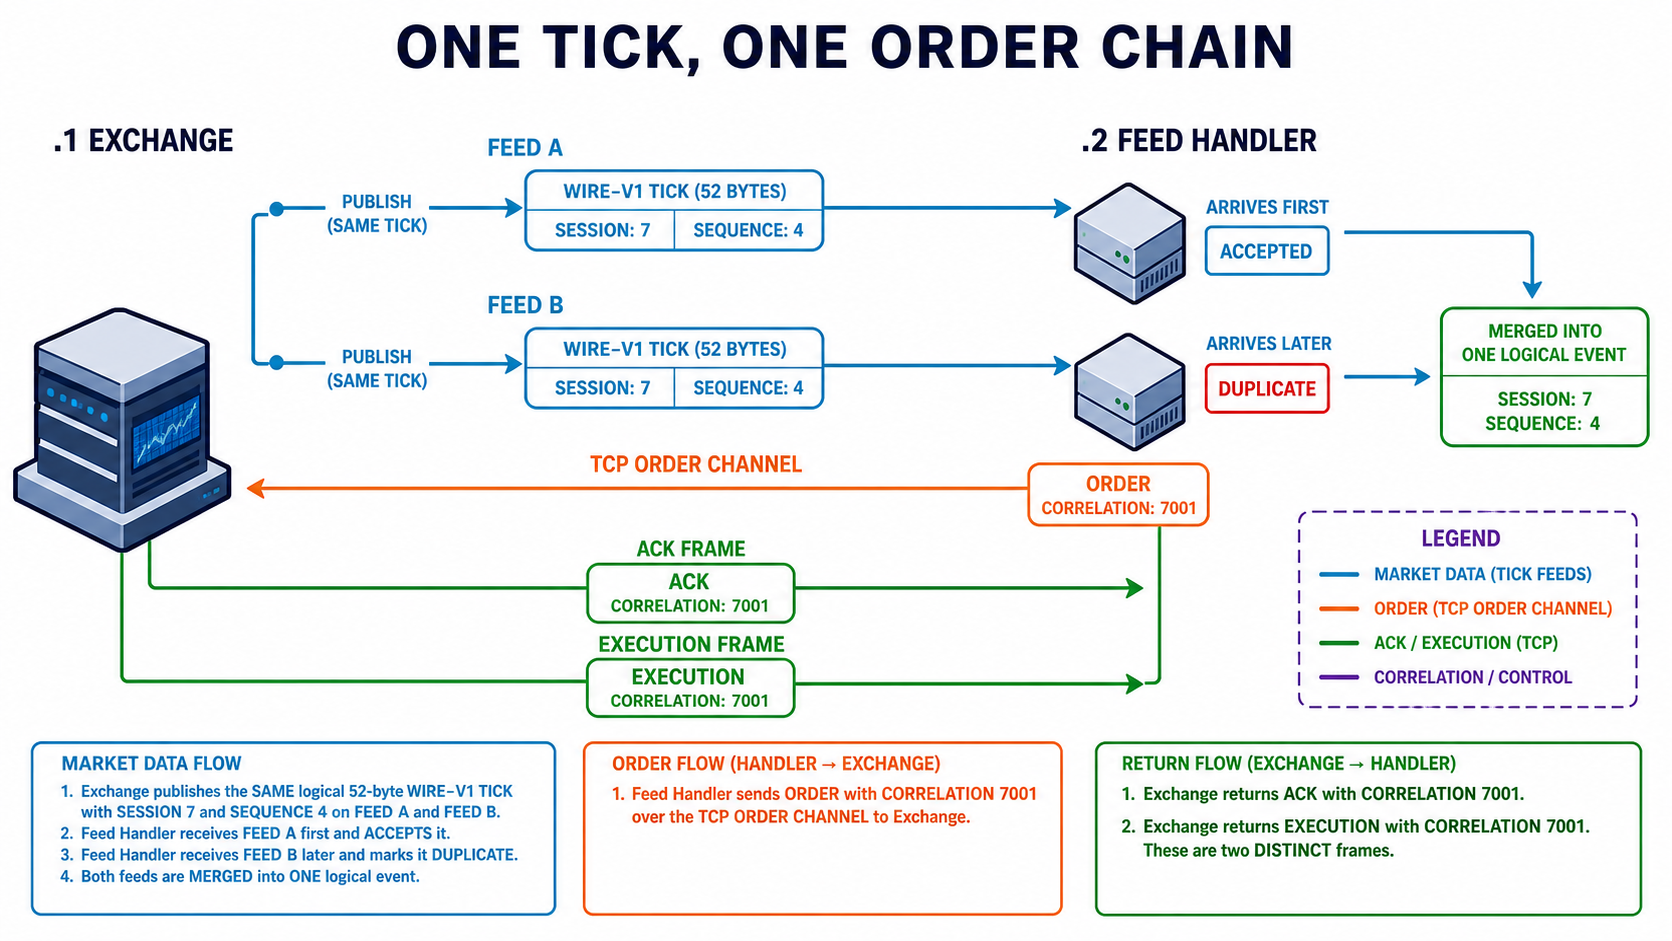 ONE TICK, ONE ORDER CHAIN
.1 EXCHANGE
.2 FEED HANDLER
FEED A
PUBLISH
(SAME TICK)
WIRE–V1 TICK (52 BYTES)
SESSION: 7
SEQUENCE: 4
ARRIVES FIRST
ACCEPTED
FEED B
PUBLISH
(SAME TICK)
WIRE–V1 TICK (52 BYTES)
SESSION: 7
SEQUENCE: 4
ARRIVES LATER
DUPLICATE
MERGED INTO
ONE LOGICAL EVENT
SESSION: 7
SEQUENCE: 4
TCP ORDER CHANNEL
ORDER
CORRELATION: 7001
ACK FRAME
ACK
CORRELATION: 7001
EXECUTION FRAME
EXECUTION
CORRELATION: 7001
LEGEND
MARKET DATA (TICK FEEDS)
ORDER (TCP ORDER CHANNEL)
ACK / EXECUTION (TCP)
CORRELATION / CONTROL
MARKET DATA FLOW
1. Exchange publishes the SAME logical 52-byte WIRE–V1 TICK
with SESSION 7 and SEQUENCE 4 on FEED A and FEED B.
2. Feed Handler receives FEED A first and ACCEPTS it.
3. Feed Handler receives FEED B later and marks it DUPLICATE.
4. Both feeds are MERGED into ONE logical event.
ORDER FLOW (HANDLER → EXCHANGE)
1. Feed Handler sends ORDER with CORRELATION 7001
over the TCP ORDER CHANNEL to Exchange.
RETURN FLOW (EXCHANGE → HANDLER)
1. Exchange returns ACK with CORRELATION 7001.
2. Exchange returns EXECUTION with CORRELATION 7001.
These are two DISTINCT frames.